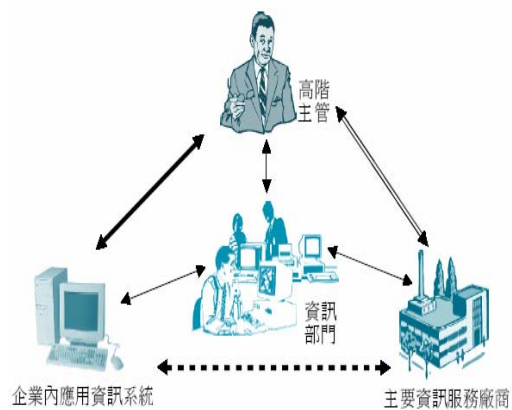 高階
主管
資訊
部門
企業內應用資訊系統
主要資訊服務廠商